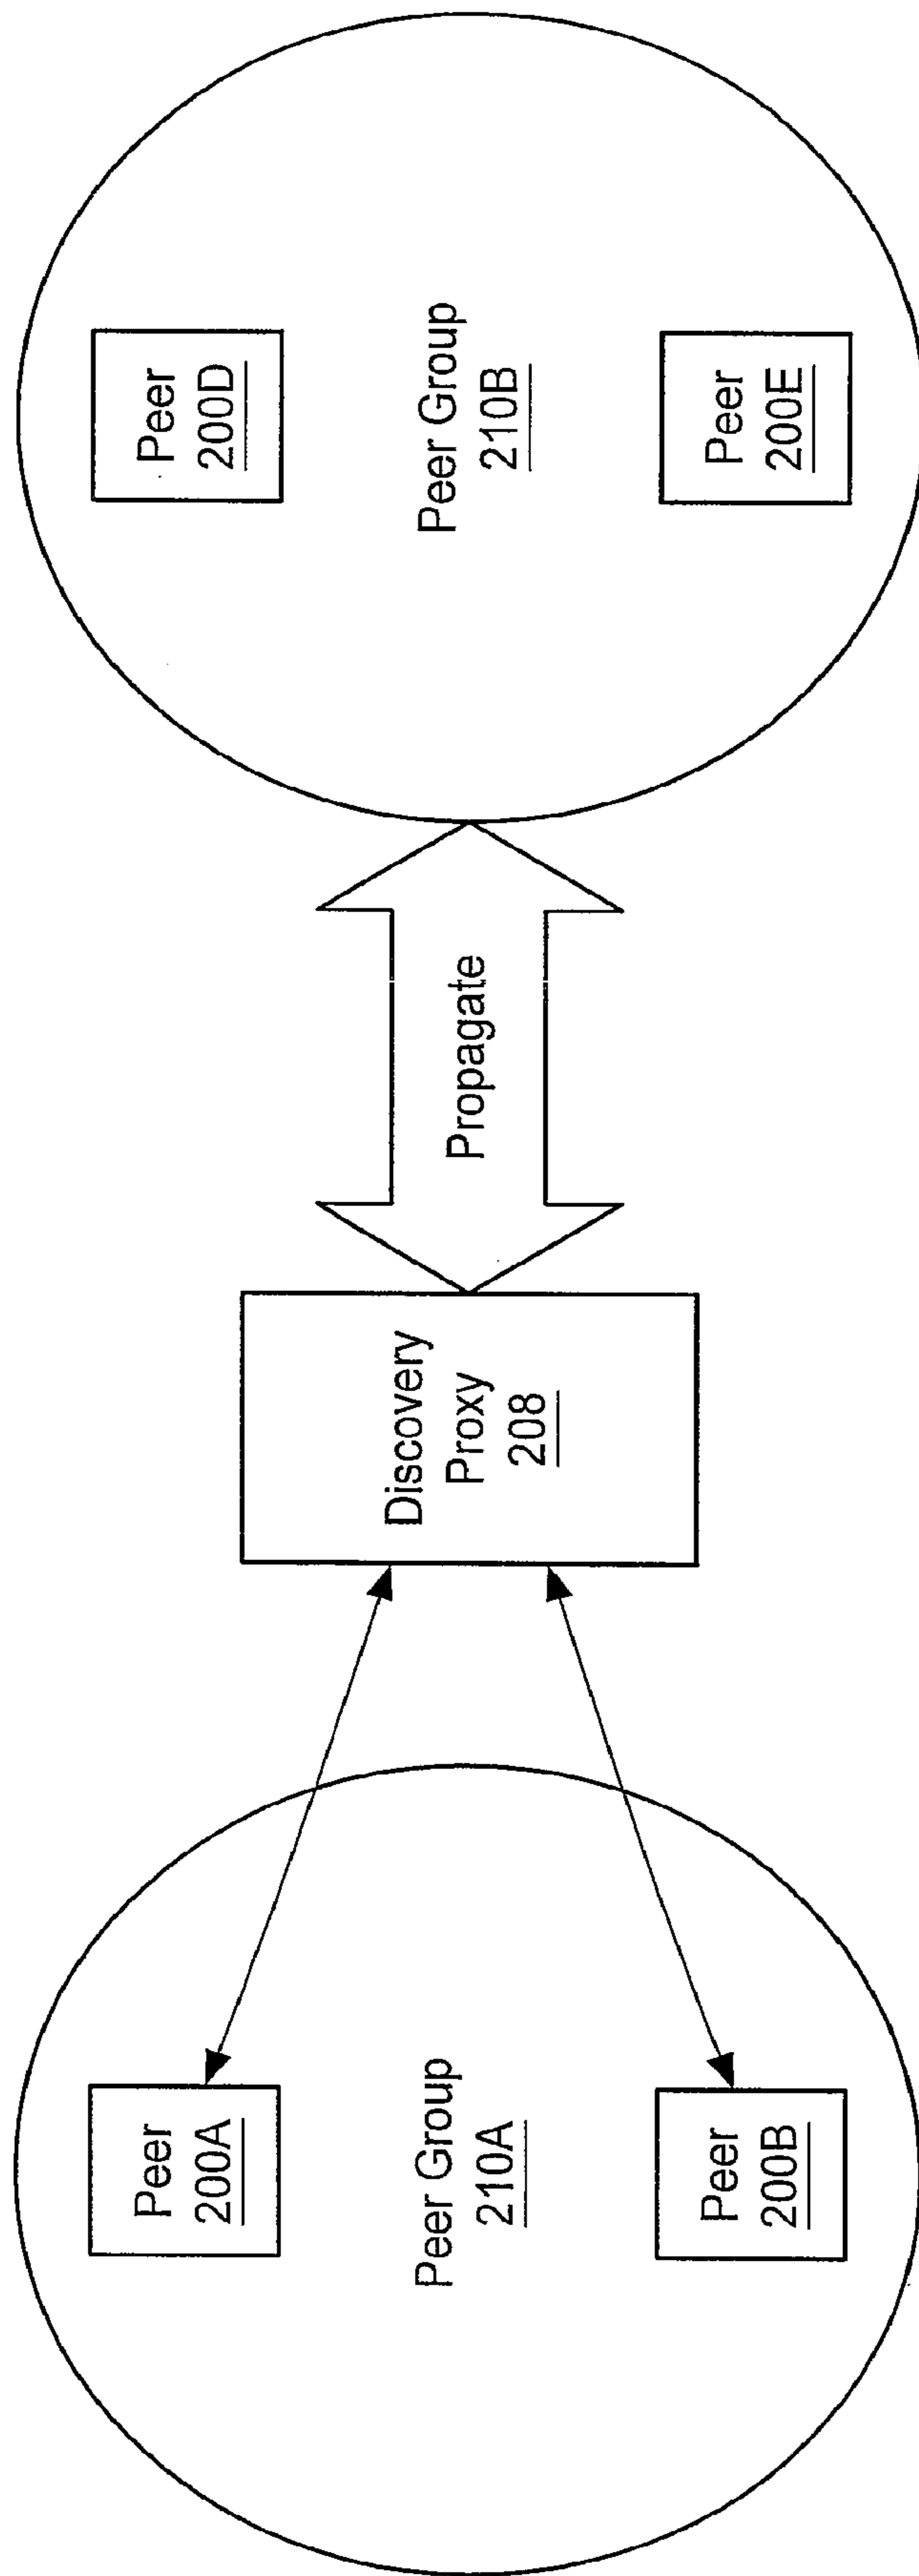 Peer
200A
Peer Group
210A
Peer
200B
Discovery
Proxy
208
Propagate
Peer
200D
Peer Group
210B
Peer
200E